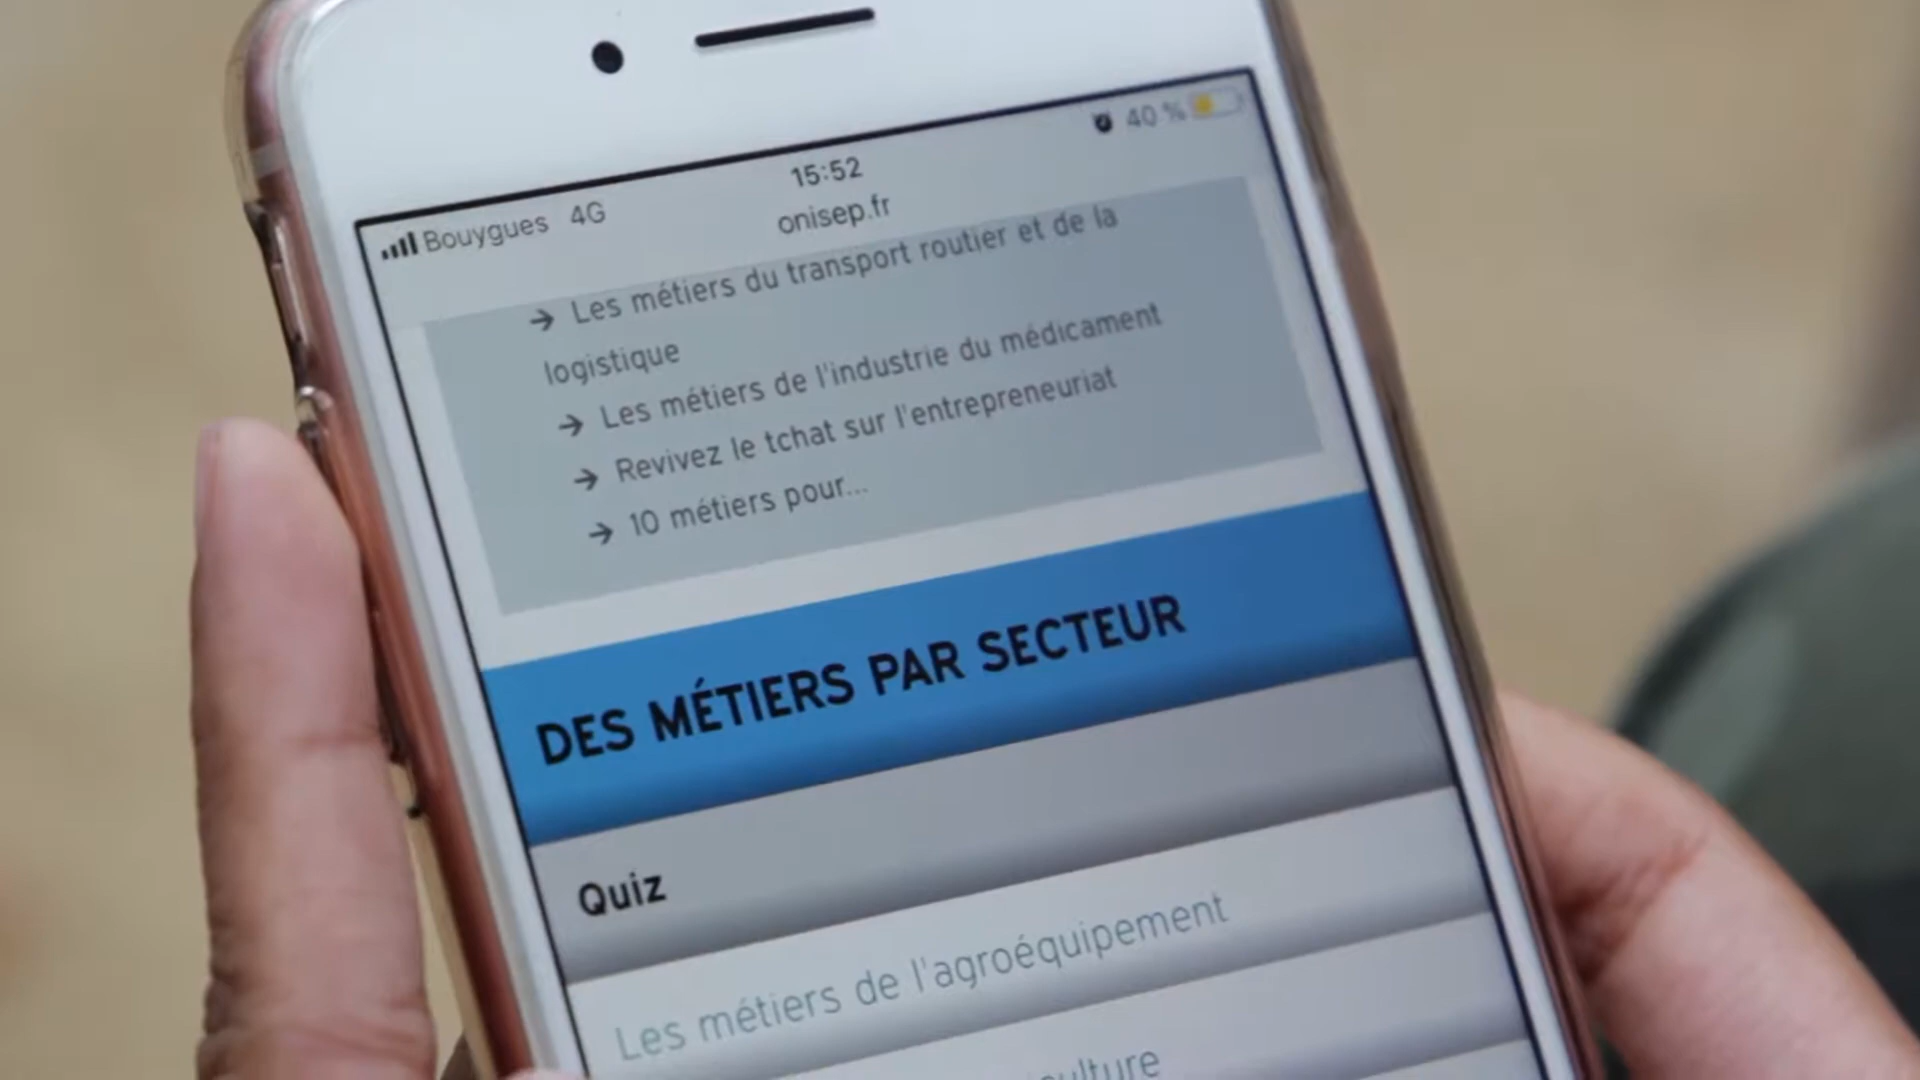 Bouygues 4G
15:52
40 %
onisep.fr
→ Les métiers du transport routier et de la
logistique
→ Les métiers de l'industrie du médicament
→ Revivez le tchat sur l'entrepreneuriat
→ 10 métiers pour...
DES MÉTIERS PAR SECTEUR
Quiz
Les métiers de l'agroéquipement